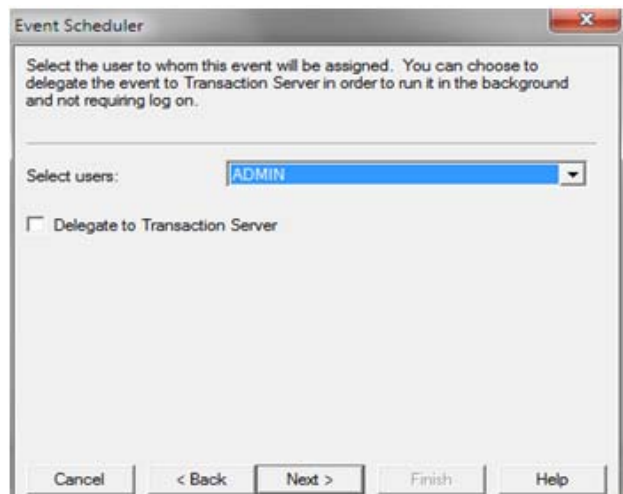 Event Scheduler
Select the user to whom this event will be assigned. You can choose to
delegate the event to Transaction Server in order to run it in the background
and not requiring log on.
Select users: ADMIN
Delegate to Transaction Server
Cancel < Back Next > Finish Help